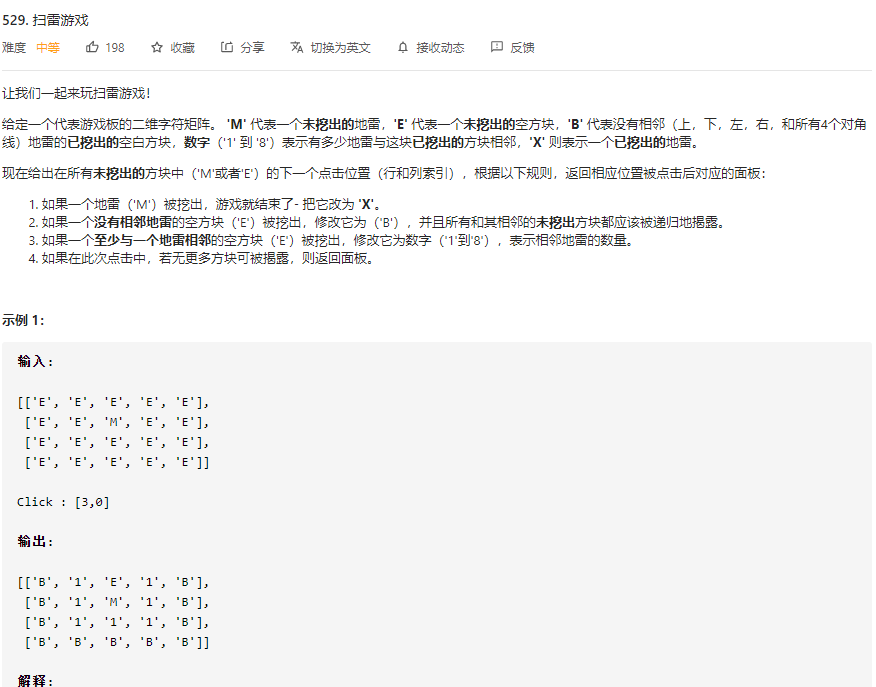 529. 扫雷游戏
难度 中等 198 收藏 分享 切换为英文 接收动态 反馈
让我们一起来玩扫雷游戏！
给定一个代表游戏板的二维字符矩阵。 'M' 代表一个未挖出的地雷，'E' 代表一个未挖出的空方块，'B' 代表没有相邻（上，下，左，右，和所有4个对角
线）地雷的已挖出的空白方块，数字（'1' 到 '8'）表示有多少地雷与这块已挖出的方块相邻，'X' 则表示一个已挖出的地雷。
现在给出在所有未挖出的方块中（'M'或者'E'）的下一个点击位置（行和列索引），根据以下规则，返回相应位置被点击后对应的面板：
1. 如果一个地雷（'M'）被挖出，游戏就结束了- 把它改为 'X'。
2. 如果一个没有相邻地雷的空方块（'E'）被挖出，修改它为（'B'），并且所有和其相邻的未挖出方块都应该被递归地揭露。
3. 如果一个至少与一个地雷相邻的空方块（'E'）被挖出，修改它为数字（'1'到'8'），表示相邻地雷的数量。
4. 如果在此次点击中，若无更多方块可被揭露，则返回面板。
示例 1：
输入：
[['E', 'E', 'E', 'E', 'E'],
['E', 'E', 'M', 'E', 'E'],
['E', 'E', 'E', 'E', 'E'],
['E', 'E', 'E', 'E', 'E']]
Click : [3,0]
输出：
[['B', '1', 'E', '1', 'B'],
['B', '1', 'M', '1', 'B'],
['B', '1', '1', '1', 'B'],
['B', 'B', 'B', 'B', 'B']]
解释：